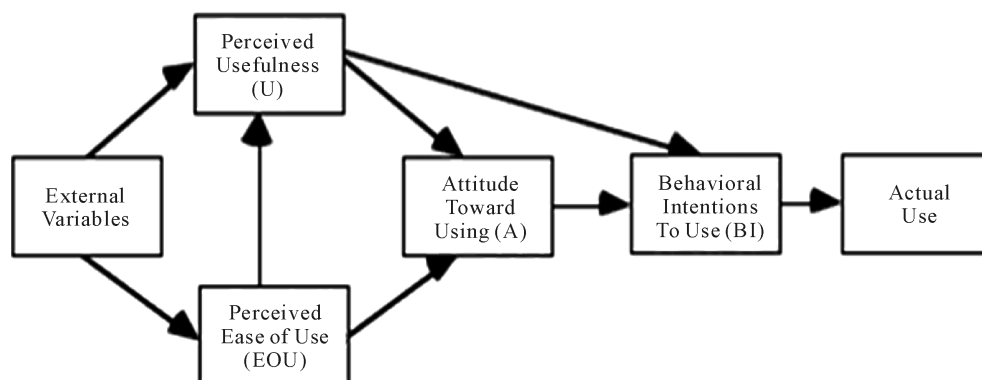 Perceived
Usefulness
(U)
External
Variables
Perceived
Ease of Use
(EOU)
Attitude
Toward
Using (A)
Behavioral
Intentions
To Use (BI)
Actual
Use